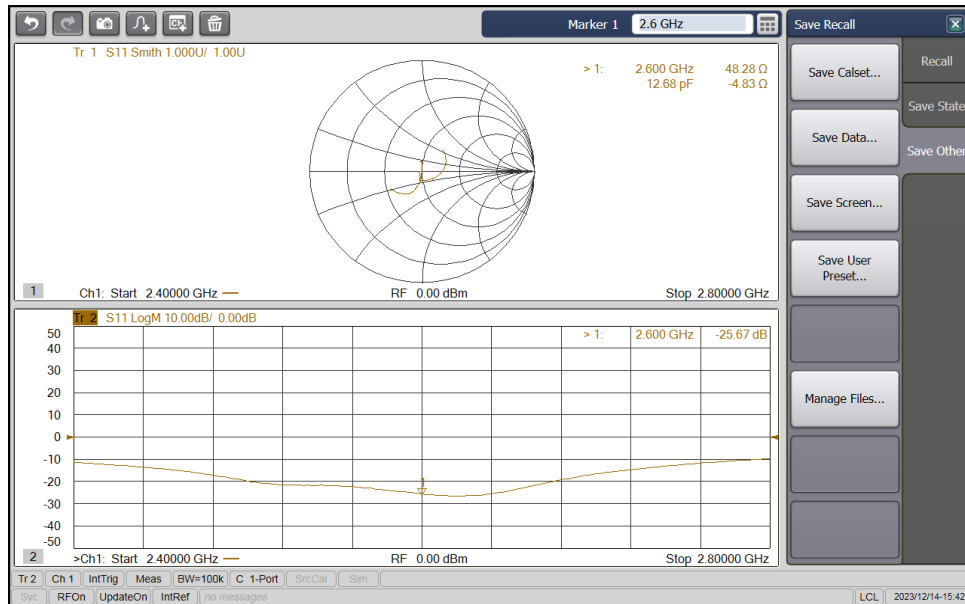 Marker 1 2.6 GHz
Save Recall X
Tr 1 S11 Smith 1.000U/ 1.00U
> 1: 2.600 GHz 48.28 Ω
12.68 pF -4.83 Ω
1 Ch1: Start 2.40000 GHz RF 0.00 dBm Stop 2.80000 GHz
Tr 2 S11 LogM 10.00dB/ 0.00dB
> 1: 2.600 GHz -25.67 dB
50
40
30
20
10
0
-10
-20
-30
-40
-50
1
2 >Ch1: Start 2.40000 GHz RF 0.00 dBm Stop 2.80000 GHz
Save Calset...
Save Data...
Save Screen...
Save User
Preset...
Manage Files...
Recall
Save State
Save Other
Tr 2 Ch 1 IntTrig Meas BW=100k C 1-Port SrcCal Sim
Svc RFOn UpdateOn IntRef no messages LCL 2023/12/14-15:42